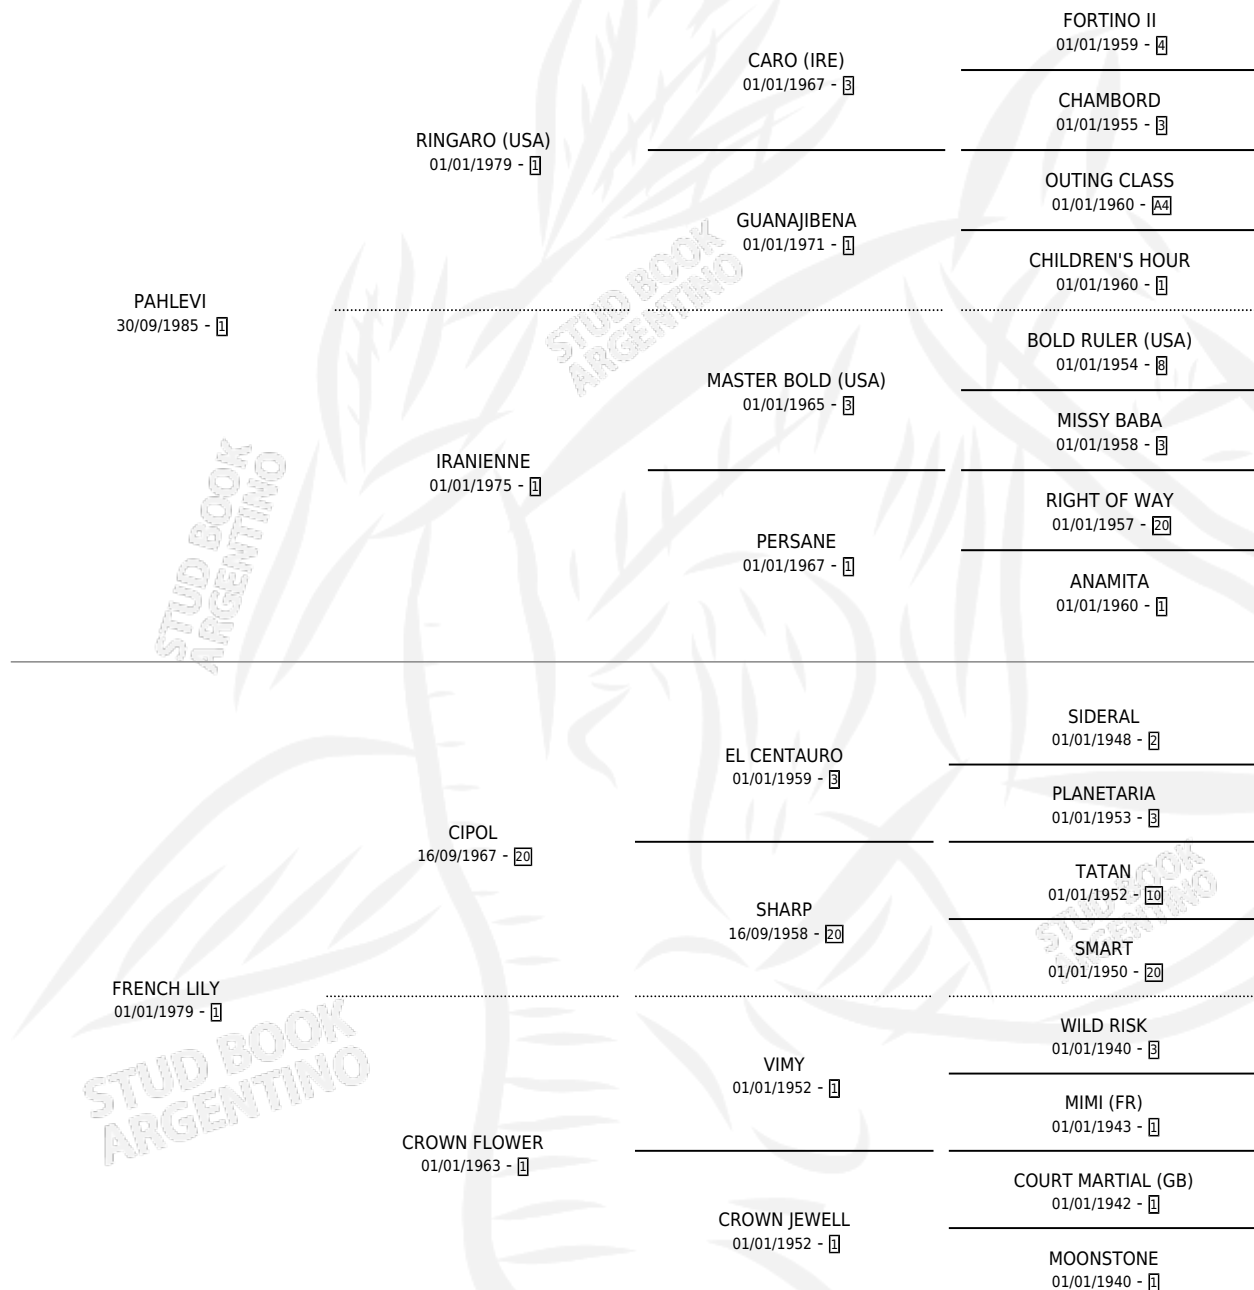 FORTINO II
01/01/1959 - 4
CARO (IRE)
01/01/1967 - 3
CHAMBORD
01/01/1955 - 3
RINGARO (USA)
01/01/1979 - 1
OUTING CLASS
01/01/1960 - A4
GUANAJIBENA
01/01/1971 - 1
CHILDREN'S HOUR
01/01/1960 - 1
PAHLEVI
30/09/1985 - 1
BOLD RULER (USA)
01/01/1954 - 8
MASTER BOLD (USA)
01/01/1965 - 3
MISSY BABA
01/01/1958 - 3
IRANIENNE
01/01/1975 - 1
RIGHT OF WAY
01/01/1957 - 20
PERSANE
01/01/1967 - 1
ANAMITA
01/01/1960 - 1
STUD BOOK
ARGENTINO
STUD BOOK
ARGENTINO
SIDERAL
01/01/1948 - 2
EL CENTAURO
01/01/1959 - 3
PLANETARIA
01/01/1953 - 3
CIPOL
16/09/1967 - 20
TATAN
01/01/1952 - 10
SHARP
16/09/1958 - 20
SMART
01/01/1950 - 20
STUD BOOK
ARGENTINO
FRENCH LILY
01/01/1979 - 1
WILD RISK
01/01/1940 - 3
VIMY
01/01/1952 - 1
MIMI (FR)
01/01/1943 - 1
CROWN FLOWER
01/01/1963 - 1
COURT MARTIAL (GB)
01/01/1942 - 1
CROWN JEWELL
01/01/1952 - 1
MOONSTONE
01/01/1940 - 1
STUD BOOK
ARGENTINO